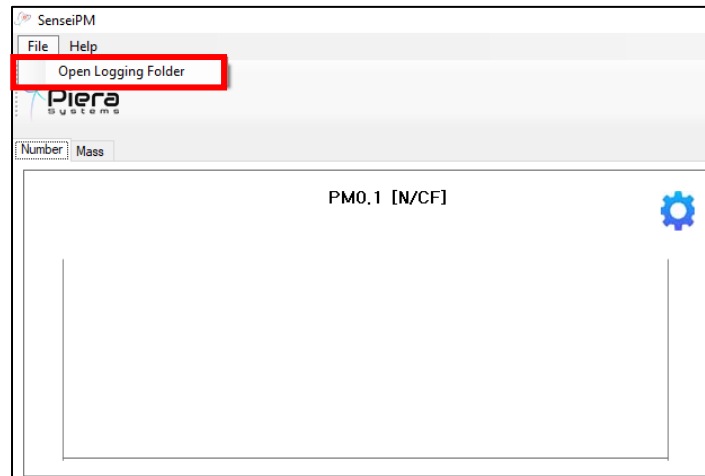 SenseiPM
File Help
Open Logging Folder
Piera
Systems
Number Mass
PM0.1 [N/CF]